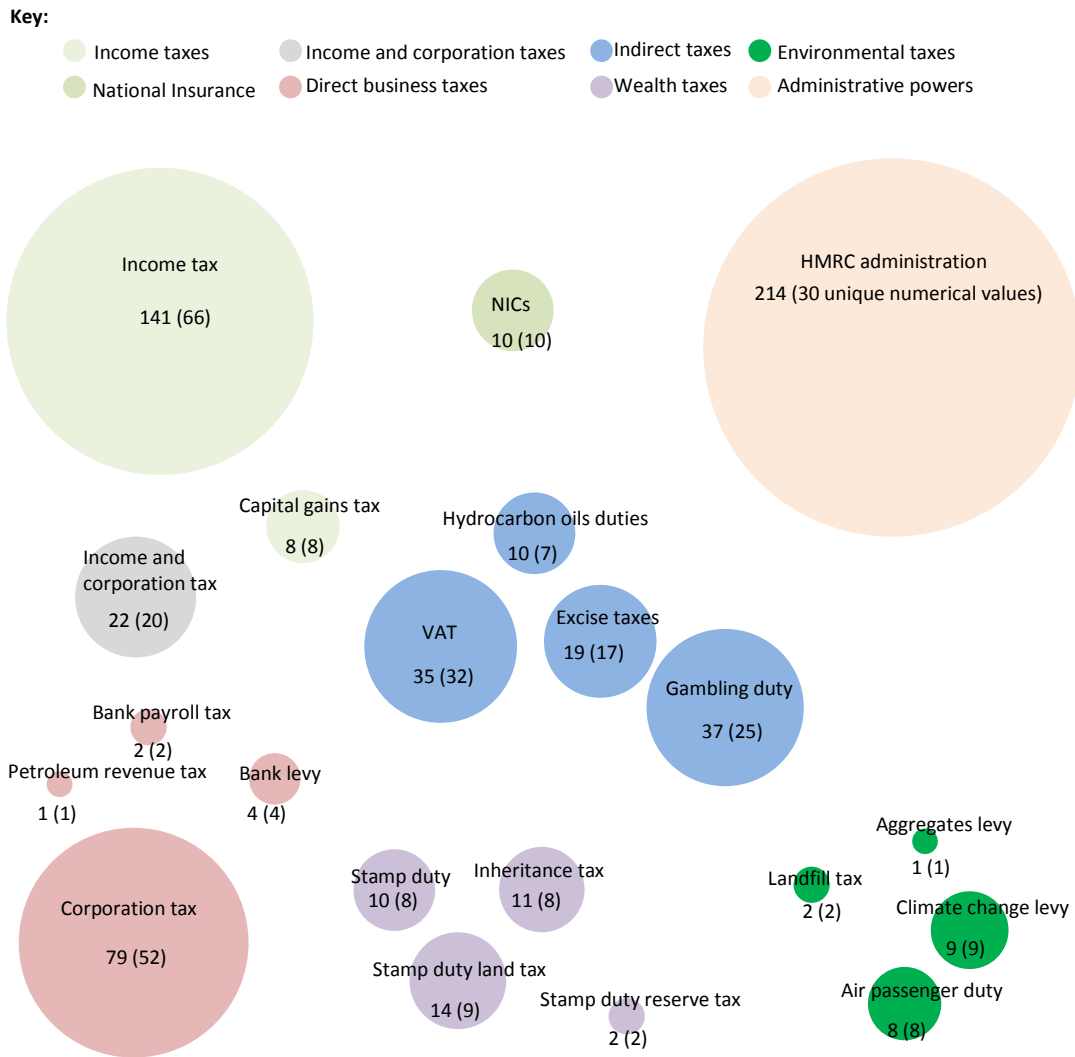 Key:
Income taxes
Income and corporation taxes
Indirect taxes
Environmental taxes
National Insurance
Direct business taxes
Wealth taxes
Administrative powers
Income tax
141 (66)
NICs
10 (10)
HMRC administration
214 (30 unique numerical values)
Capital gains tax
8 (8)
Hydrocarbon oils duties
10 (7)
Income and
corporation tax
22 (20)
VAT
35 (32)
Excise taxes
19 (17)
Gambling duty
37 (25)
Bank payroll tax
2 (2)
Petroleum revenue tax
1 (1)
Bank levy
4 (4)
Corporation tax
79 (52)
Stamp duty
10 (8)
Inheritance tax
11 (8)
Stamp duty land tax
14 (9)
Stamp duty reserve tax
2 (2)
Aggregates levy
1 (1)
Landfill tax
2 (2)
Climate change levy
9 (9)
Air passenger duty
8 (8)